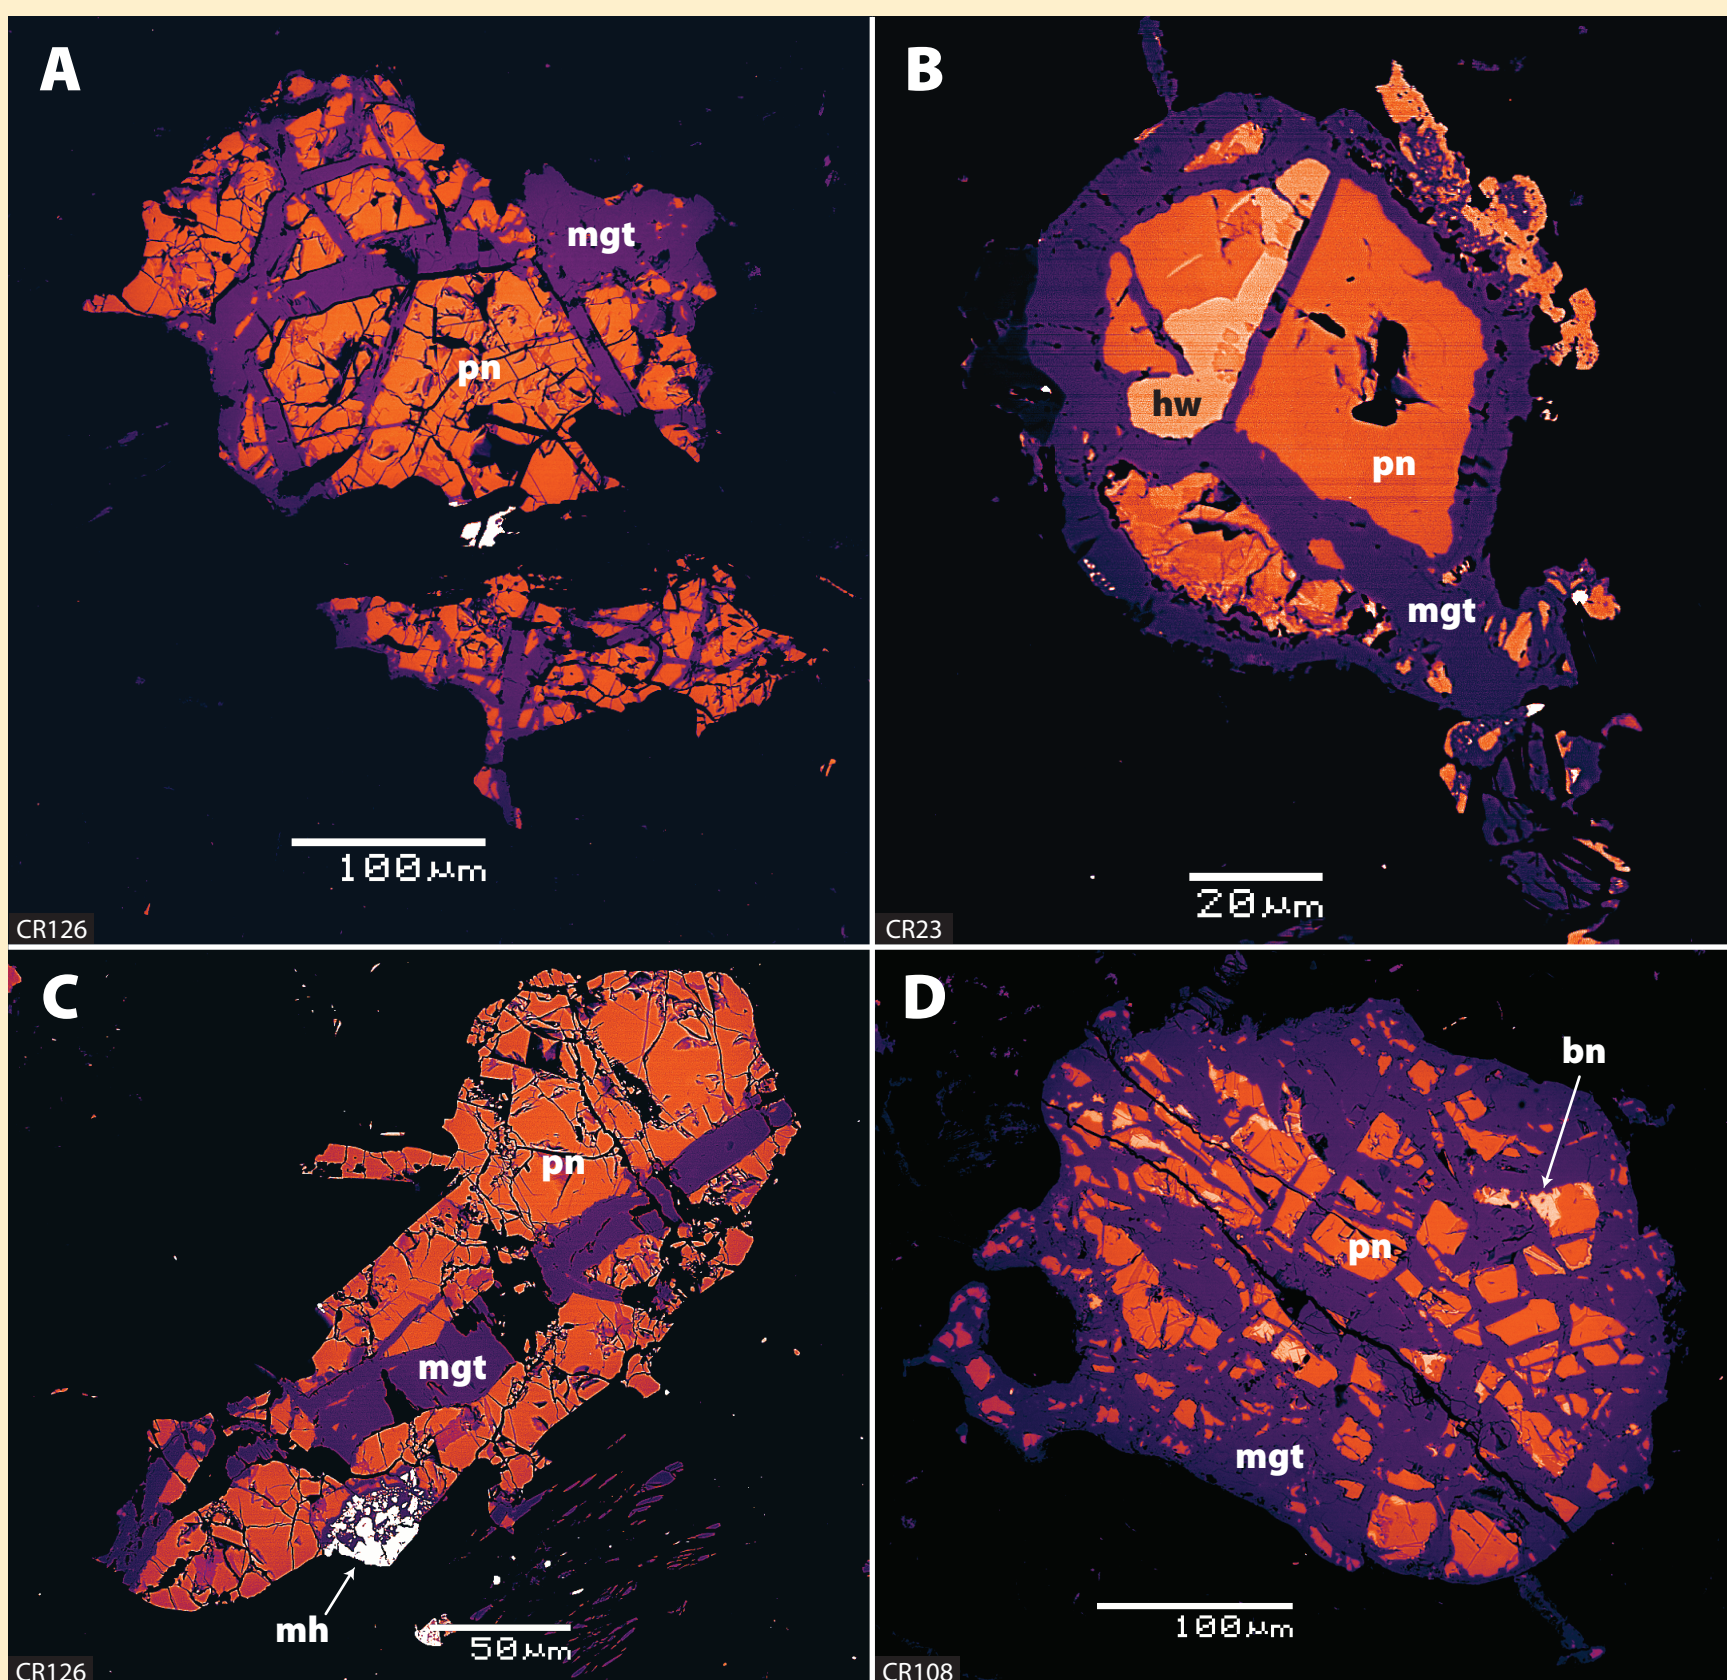 A
mgt
pn
100μm
CR126
B
hw
pn
mgt
20μm
CR23
C
pn
mgt
mh
50μm
CR126
D
bn
pn
mgt
100μm
CR108